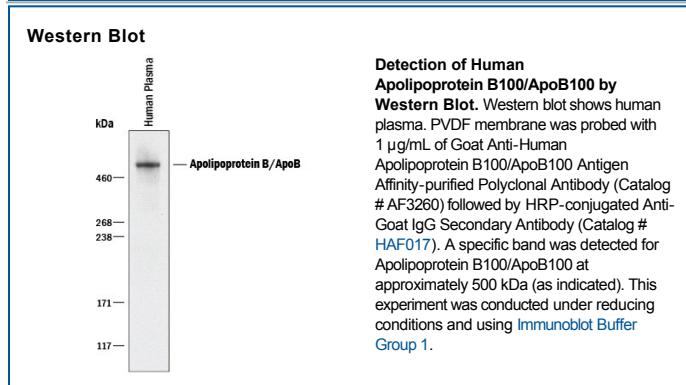 Western Blot
Human Plasma
kDa
Apolipoprotein B/ApoB
460
268
238
171
117
Detection of Human
Apolipoprotein B100/ApoB100 by
Western Blot. Western blot shows human
plasma. PVDF membrane was probed with
1 µg/mL of Goat Anti-Human
Apolipoprotein B100/ApoB100 Antigen
Affinity-purified Polyclonal Antibody (Catalog
# AF3260) followed by HRP-conjugated Anti-
Goat IgG Secondary Antibody (Catalog #
HAF017). A specific band was detected for
Apolipoprotein B100/ApoB100 at
approximately 500 kDa (as indicated). This
experiment was conducted under reducing
conditions and using Immunoblot Buffer
Group 1.